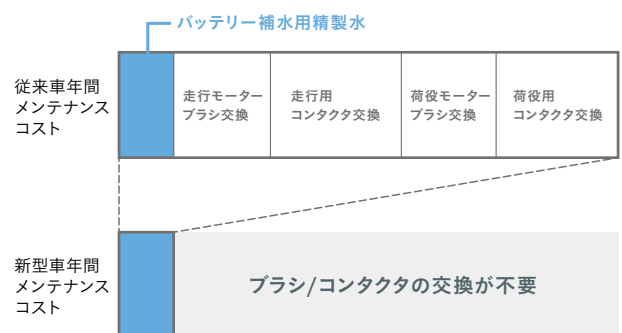 バッテリー補水用精製水
従来車年間
メンテナンス
コスト
走行モーター
ブラシ交換
走行用
コンタクタ交換
荷役モーター
ブラシ交換
荷役用
コンタクタ交換
新型車年間
メンテナンス
コスト
ブラシ/コンタクタの交換が不要